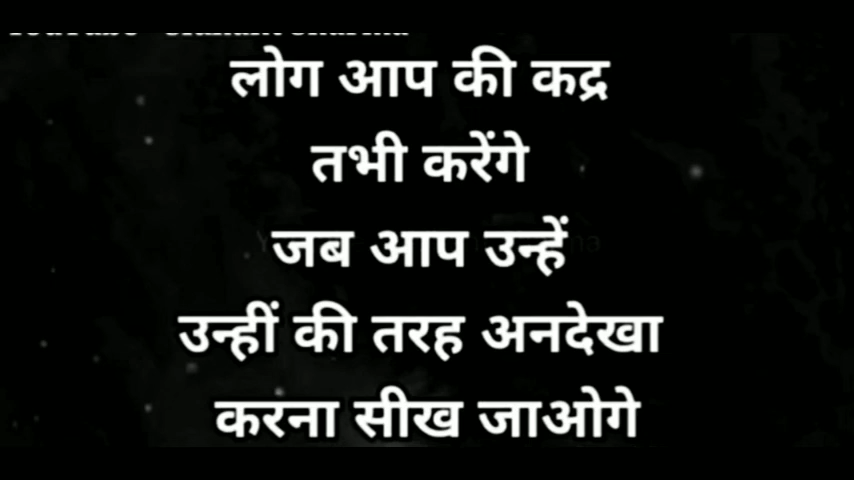 लोग आप की कद्र
तभी करेंगे
जब आप उन्हें
उन्हीं की तरह अनदेखा
करना सीख जाओगे